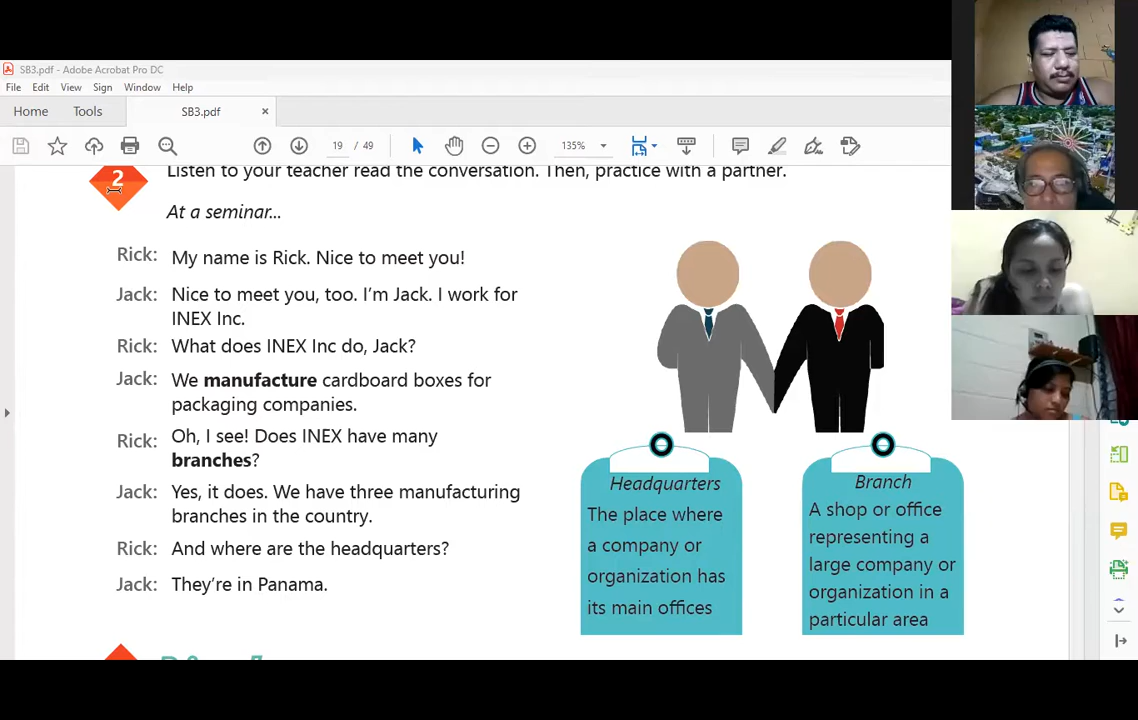 SB3.pdf - Adobe Acrobat Pro DC
File Edit View Sign Window Help
Home Tools SB3.pdf ×
19 / 49 135%
2 Listen to your teacher read the conversation. Then, practice with a partner.
At a seminar...
Rick: My name is Rick. Nice to meet you!
Jack: Nice to meet you, too. I'm Jack. I work for
INEX Inc.
Rick: What does INEX Inc do, Jack?
Jack: We manufacture cardboard boxes for
packaging companies.
Rick: Oh, I see! Does INEX have many
branches?
Jack: Yes, it does. We have three manufacturing
branches in the country.
Rick: And where are the headquarters?
Jack: They're in Panama.
Headquarters
The place where
a company or
organization has
its main offices
Branch
A shop or office
representing a
large company or
organization in a
particular area